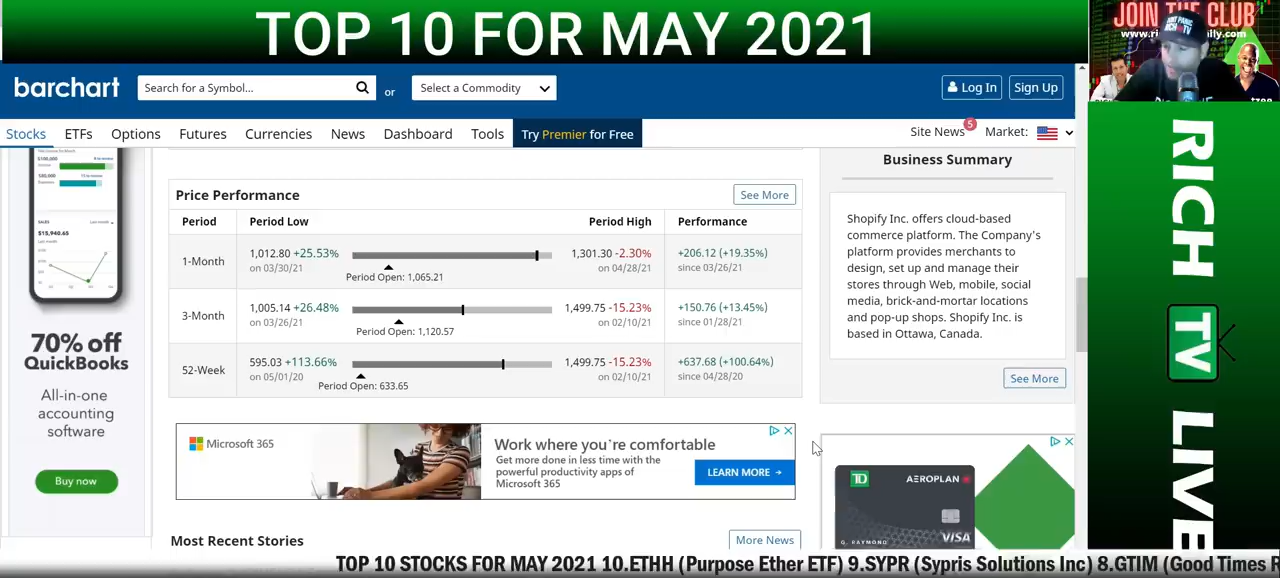 TOP 10 FOR MAY 2021
JOIN THE CLUB
JUST PANIC
RICH TV
barchart
Search for a Symbol...
or
Select a Commodity
Log In
Sign Up
Stocks
ETFs
Options
Futures
Currencies
News
Dashboard
Tools
Try Premier for Free
Site News 5
Market:
$15,940.65
70% off
QuickBooks
All-in-one
accounting
software
Buy now
Price Performance
See More
Period
Period Low
Period High
Performance
1-Month
1,012.80 +25.53%
on 03/30/21
Period Open: 1,065.21
1,301.30 -2.30%
on 04/28/21
+206.12 (+19.35%)
since 03/26/21
3-Month
1,005.14 +26.48%
on 03/26/21
Period Open: 1,120.57
1,499.75 -15.23%
on 02/10/21
+150.76 (+13.45%)
since 01/28/21
52-Week
595.03 +113.66%
on 05/01/20
Period Open: 633.65
1,499.75 -15.23%
on 02/10/21
+637.68 (+100.64%)
since 04/28/20
Business Summary
Shopify Inc. offers cloud-based
commerce platform. The Company's
platform provides merchants to
design, set up and manage their
stores through Web, mobile, social
media, brick-and-mortar locations
and pop-up shops. Shopify Inc. is
based in Ottawa, Canada.
See More
Microsoft 365
Work where you're comfortable
Get more done in less time with the
powerful productivity apps of
Microsoft 365
LEARN MORE →
TD
AEROPLAN
VISA
Most Recent Stories
More News
RICH
TV
LIVE
TOP 10 STOCKS FOR MAY 2021 10.ETHH (Purpose Ether ETF) 9.SYPR (Sypris Solutions Inc) 8.GTIM (Good Times R